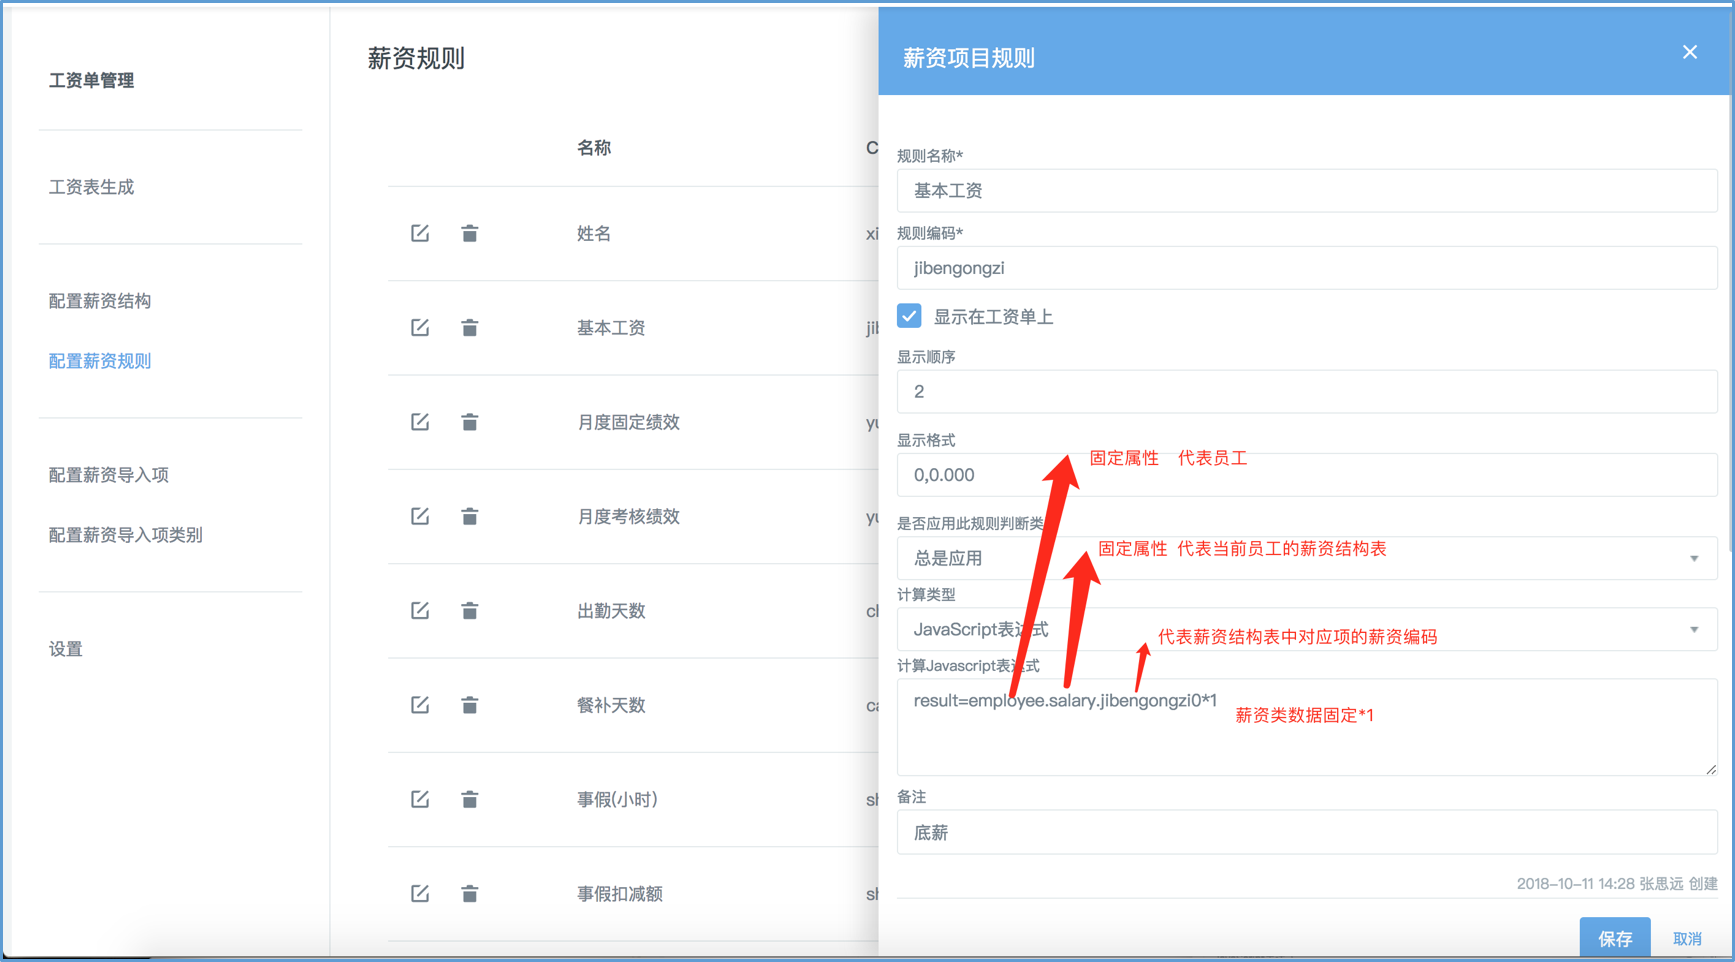 工资单管理
工资表生成
配置薪资结构
配置薪资规则
配置薪资导入项
配置薪资导入项类别
设置
薪资规则
名称
姓名
基本工资
月度固定绩效
月度考核绩效
出勤天数
餐补天数
事假(小时)
事假扣减额
薪资项目规则
规则名称*
基本工资
规则编码*
jibengongzi
显示在工资单上
显示顺序
2
显示格式
固定属性 代表员工
0,0.000
是否应用此规则判断类
固定属性 代表当前员工的薪资结构表
总是应用
计算类型
JavaScript表达式
代表薪资结构表中对应项的薪资编码
计算Javascript表达式
result=employee.salary.jibengongzi0*1
薪资类数据固定*1
备注
底薪
2018-10-11 14:28 张思远 创建
保存
取消